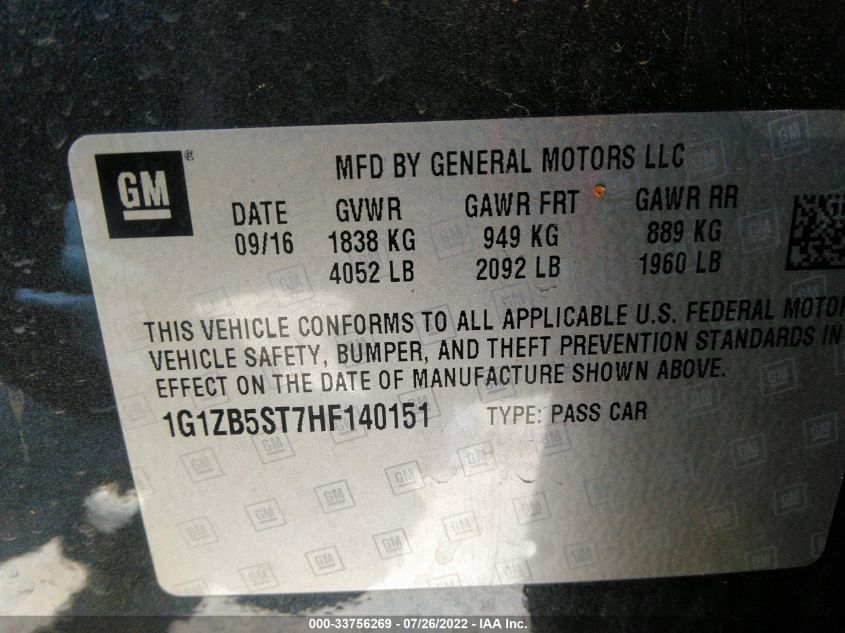 GM ®
MFD BY GENERAL MOTORS LLC
DATE GVWR GAWR FRT GAWR RR
09/16 1838 KG 949 KG 889 KG
4052 LB 2092 LB 1960 LB
THIS VEHICLE CONFORMS TO ALL APPLICABLE U.S. FEDERAL MOTOR
VEHICLE SAFETY, BUMPER, AND THEFT PREVENTION STANDARDS IN
EFFECT ON THE DATE OF MANUFACTURE SHOWN ABOVE.
1G1ZB5ST7HF140151 TYPE: PASS CAR
000-33756269 - 07/26/2022 - IAA Inc.